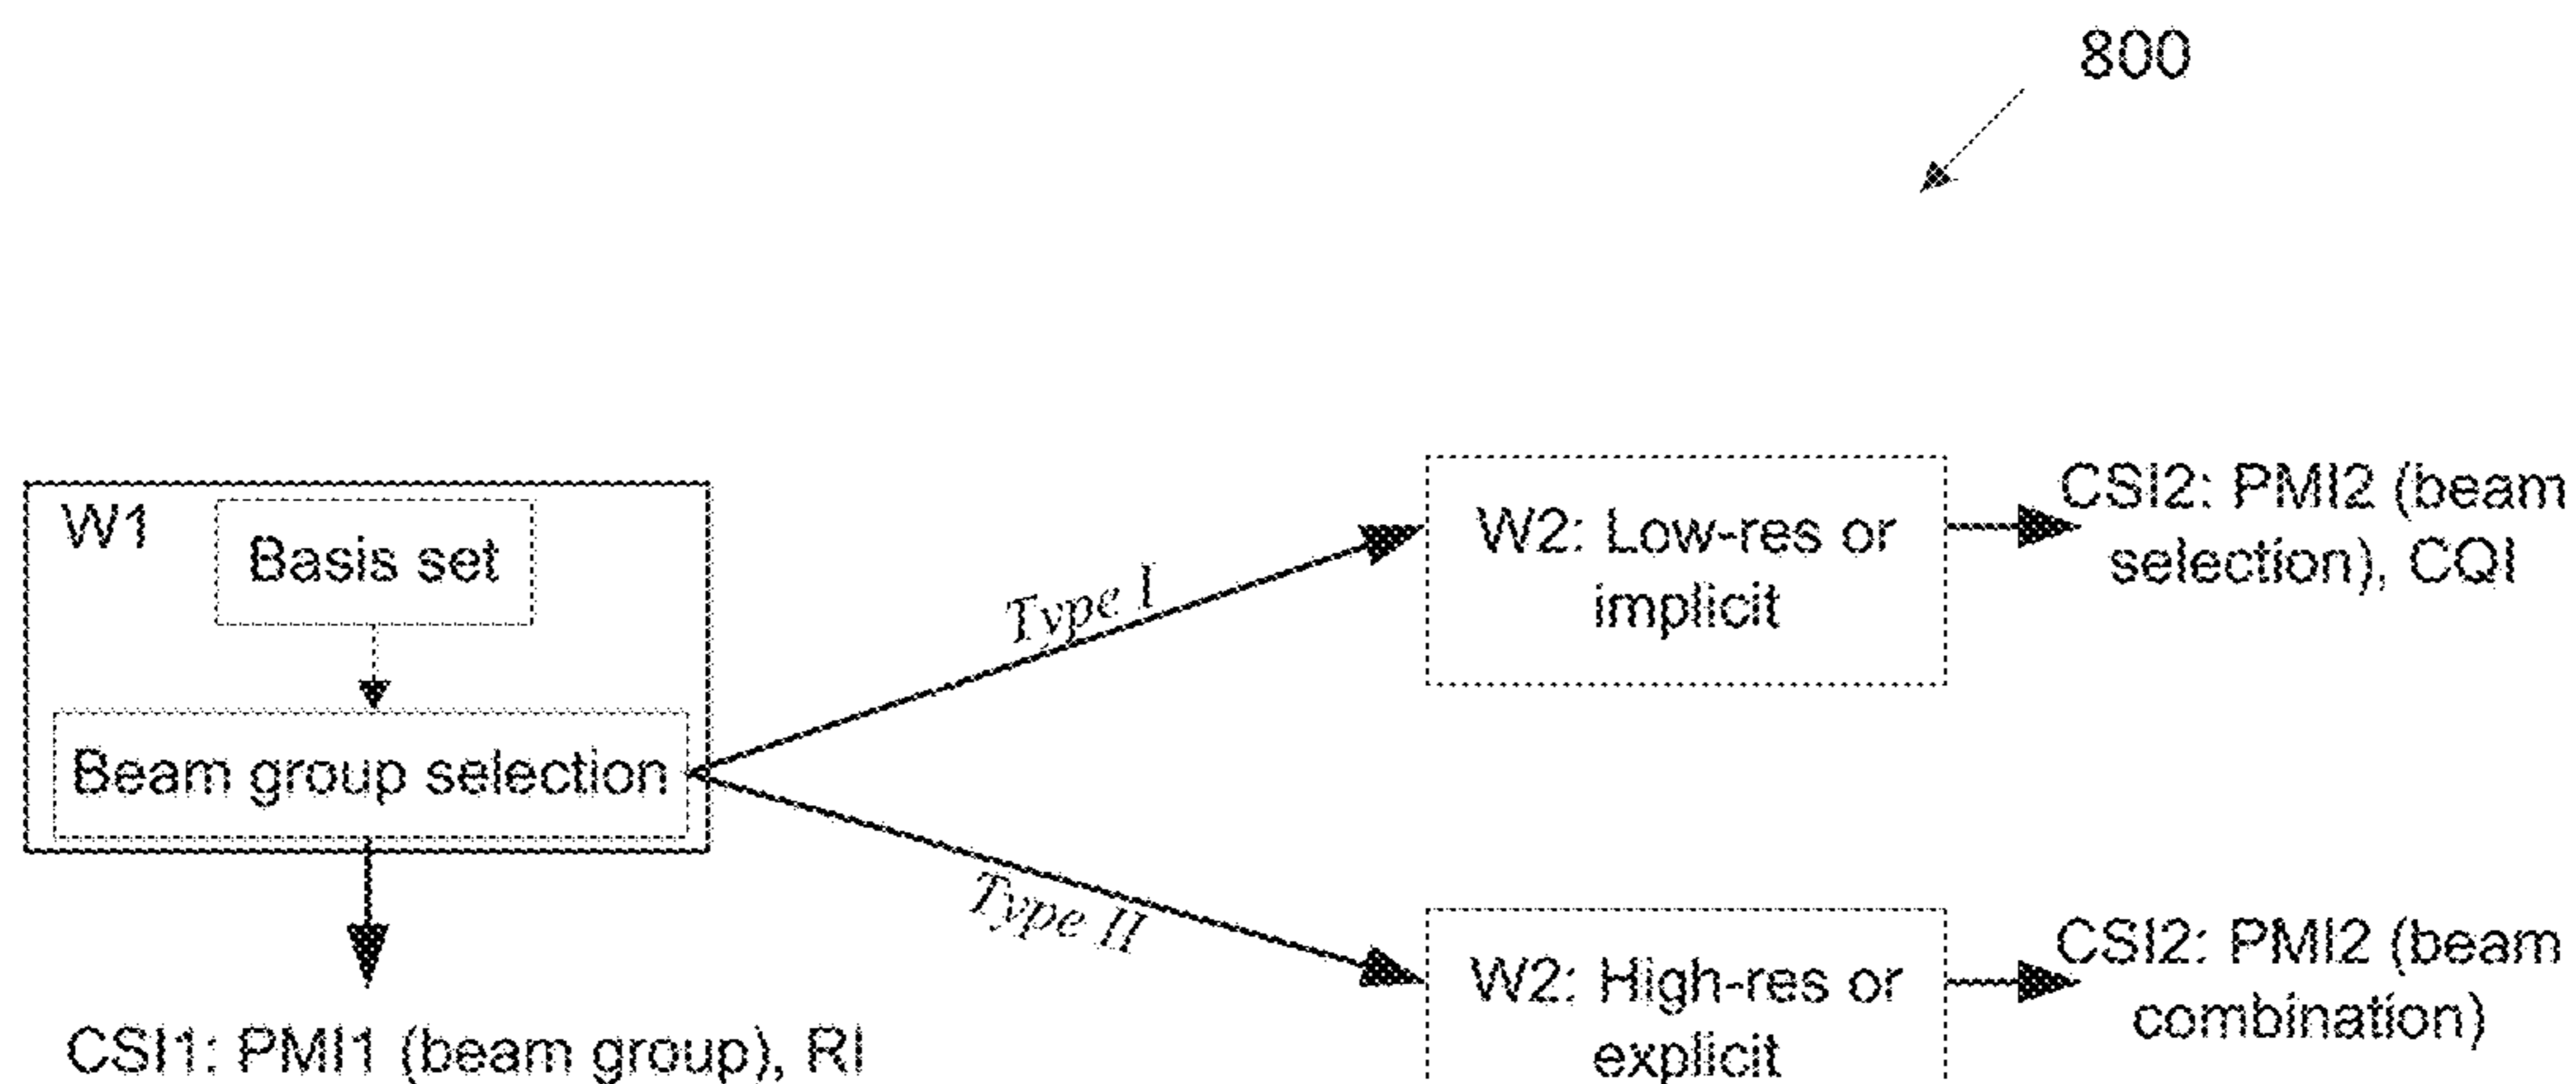 800
W1
Basis set
Beam group selection
CSI1: PMI1 (beam group), RI
Type I
W2: Low-res or
implicit
CSI2: PMI2 (beam
selection), CQI
Type II
W2: High-res or
explicit
CSI2: PMI2 (beam
combination)